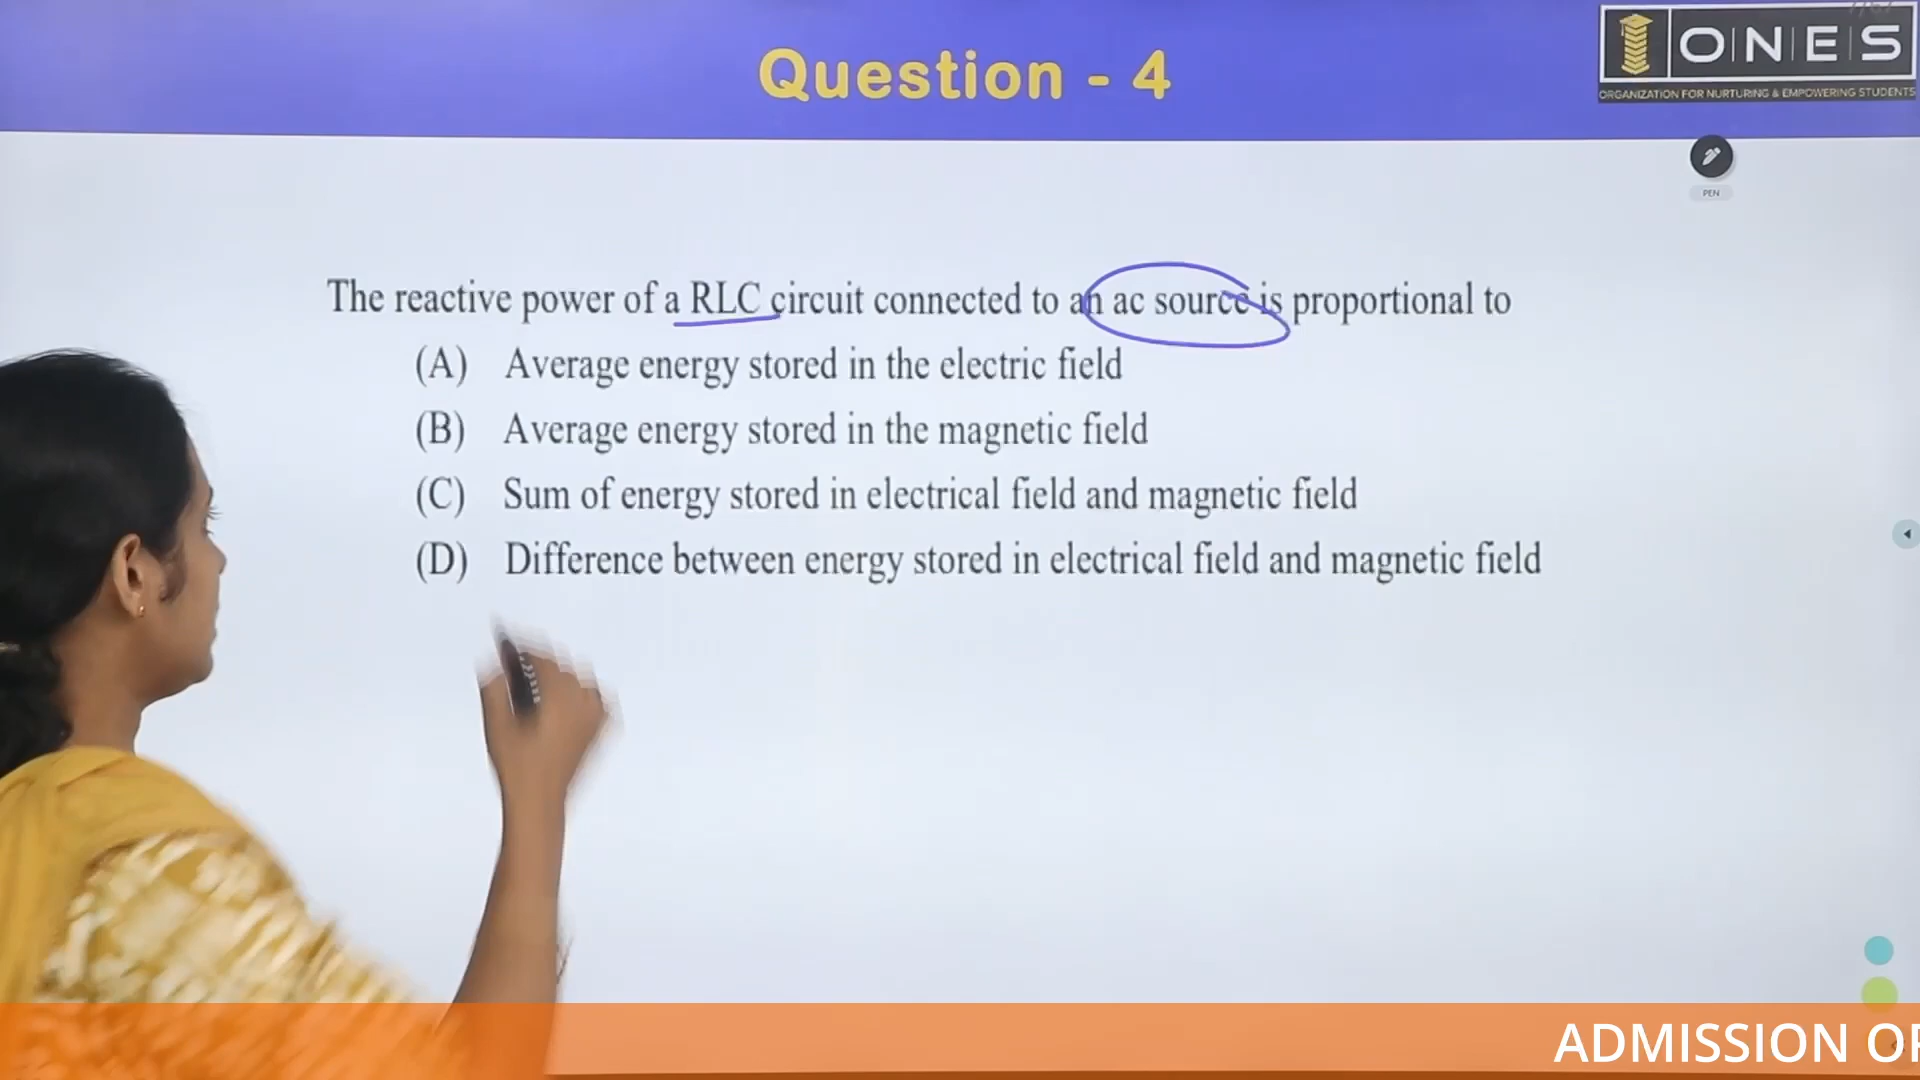 Question - 4
O|N|E|S
ORGANIZATION FOR NURTURING & EMPOWERING STUDENTS
PEN
The reactive power of a RLC circuit connected to an ac source is proportional to
(A) Average energy stored in the electric field
(B) Average energy stored in the magnetic field
(C) Sum of energy stored in electrical field and magnetic field
(D) Difference between energy stored in electrical field and magnetic field
ADMISSION